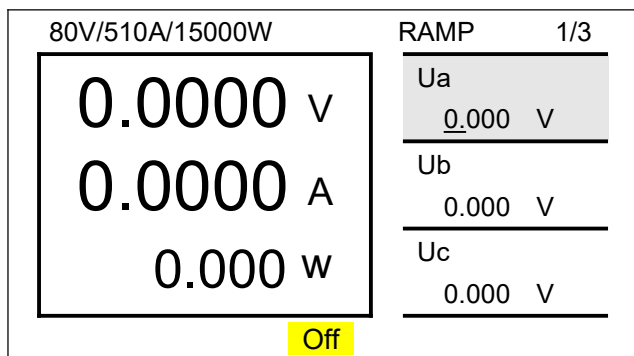 80V/510A/15000W
0.0000 V
0.0000 A
0.000 W
Off
RAMP 1/3
Ua
0.000 V
Ub
0.000 V
Uc
0.000 V